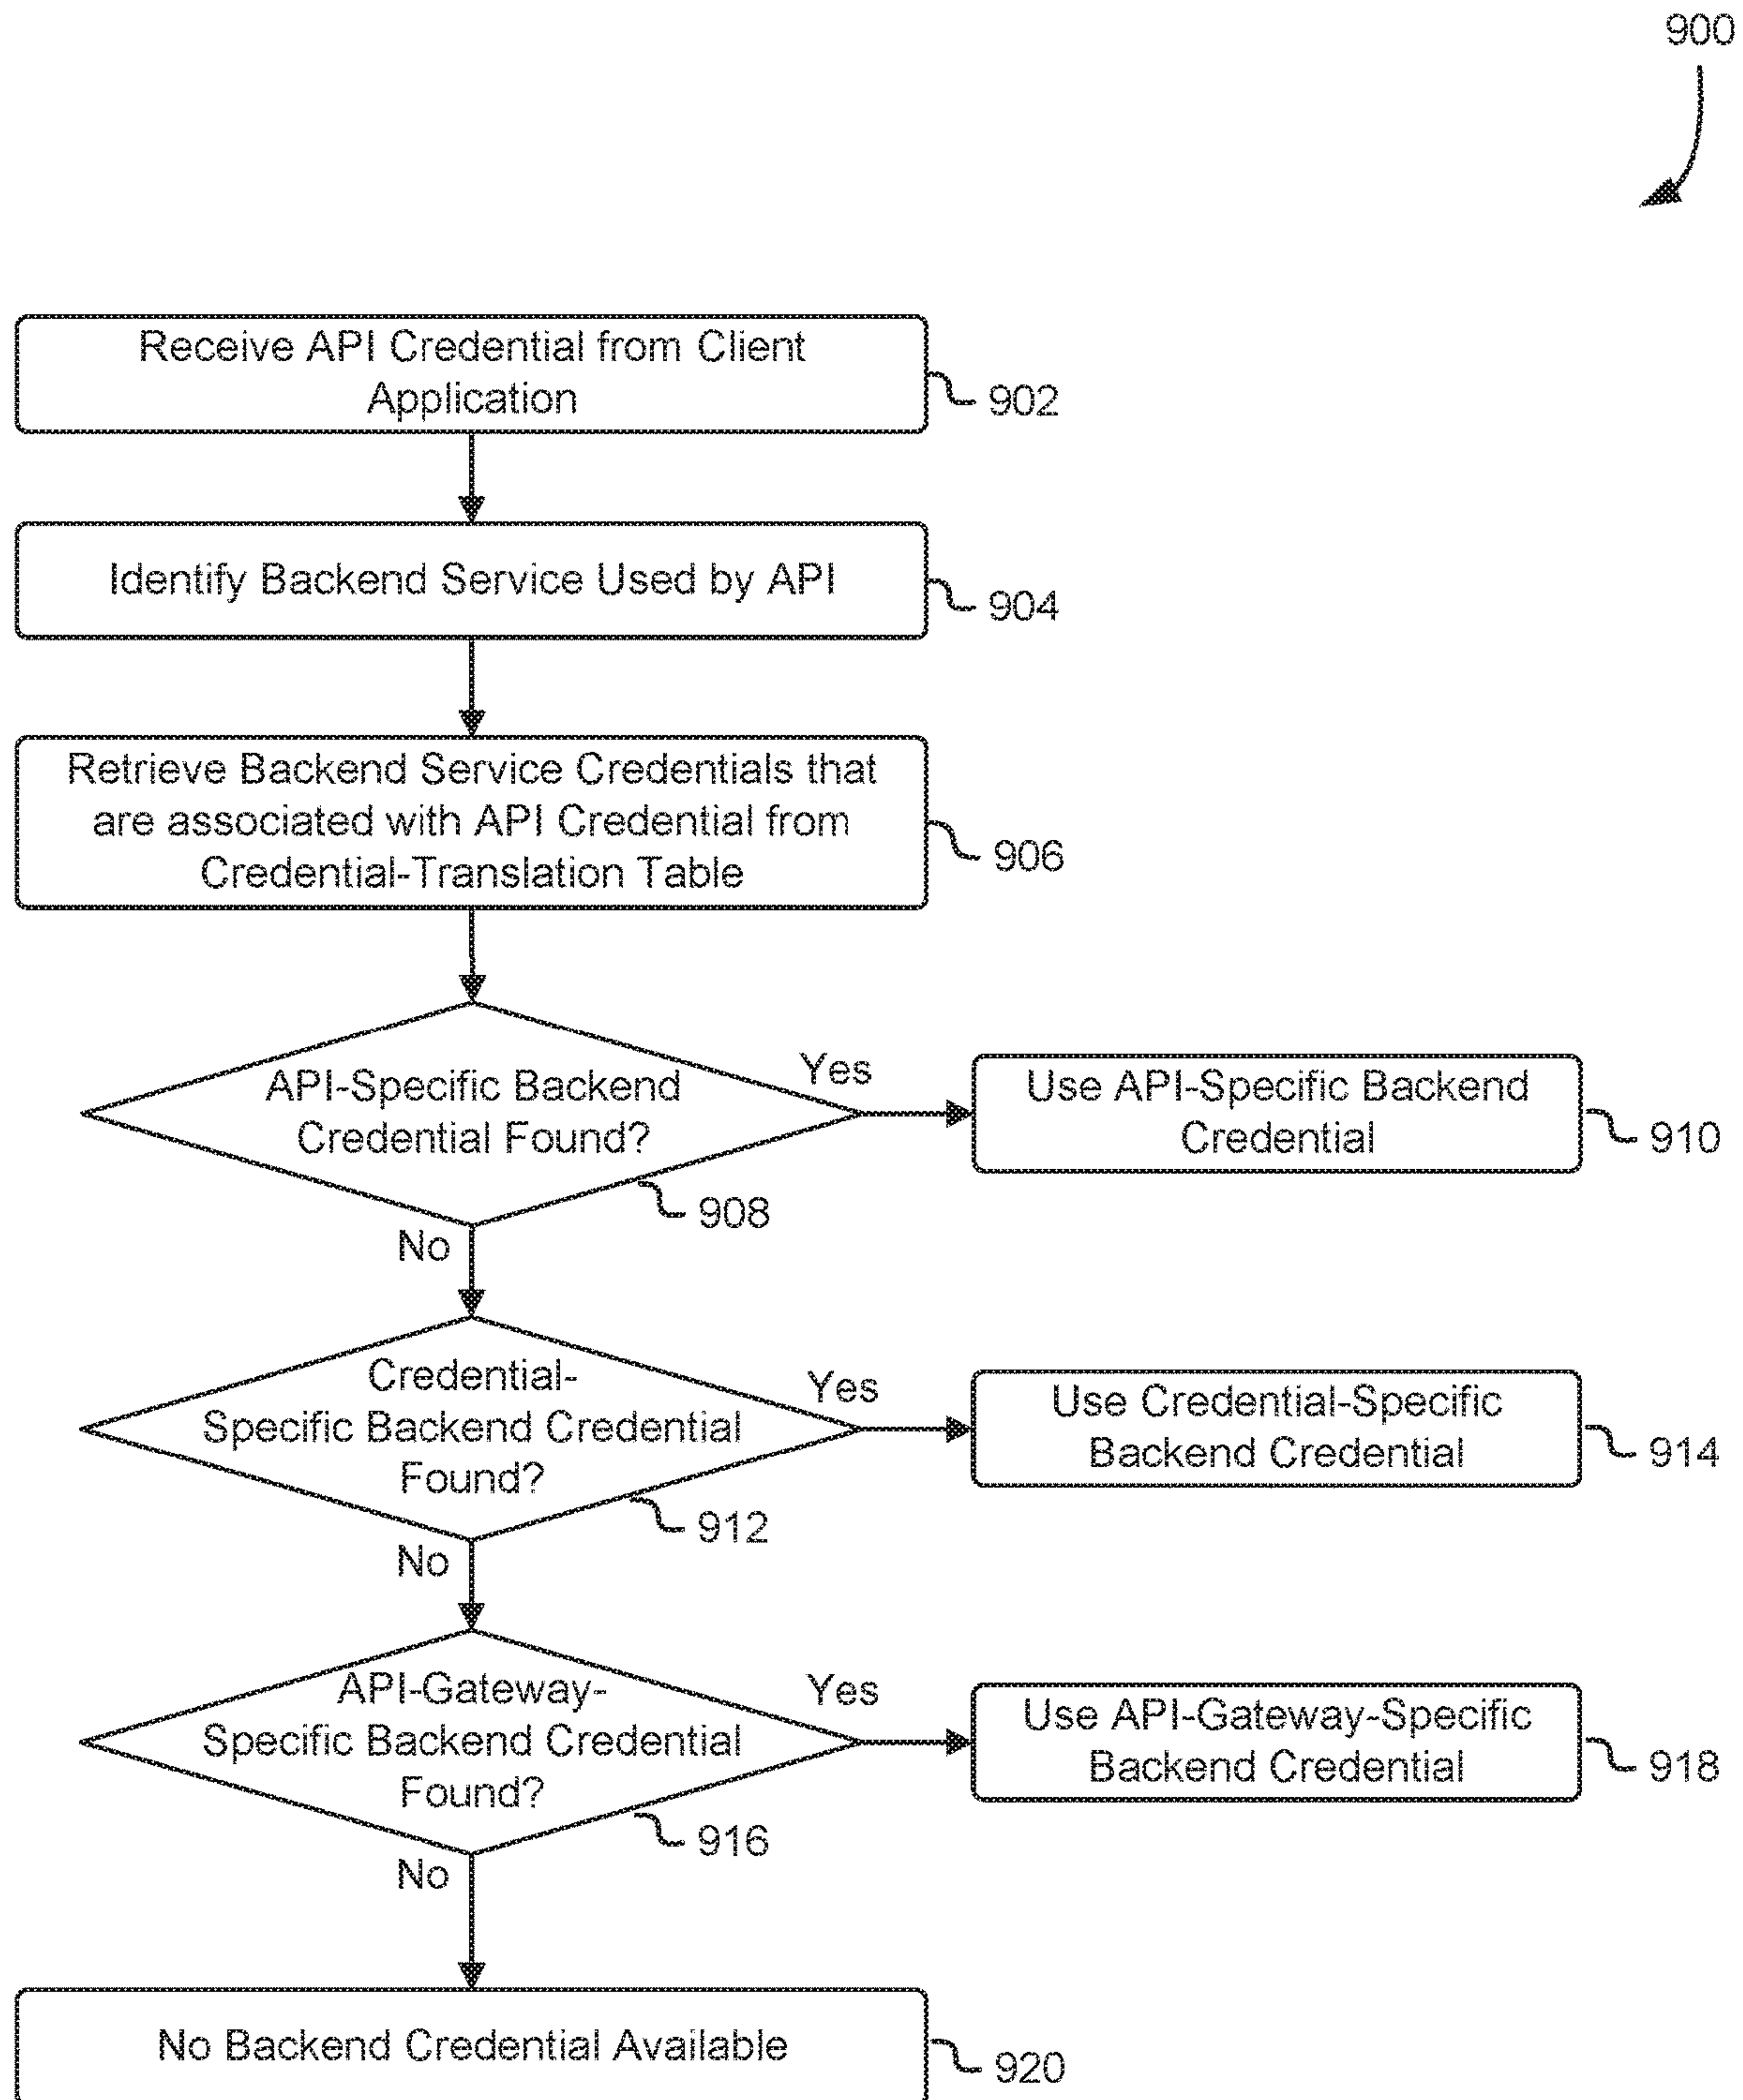 900
Receive API Credential from Client
Application
902
Identify Backend Service Used by API
904
Retrieve Backend Service Credentials that
are associated with API Credential from
Credential-Translation Table
906
API-Specific Backend
Credential Found?
908
Yes
Use API-Specific Backend
Credential
910
No
Credential-
Specific Backend Credential
Found?
912
Yes
Use Credential-Specific
Backend Credential
914
No
API-Gateway-
Specific Backend Credential
Found?
916
Yes
Use API-Gateway-Specific
Backend Credential
918
No
No Backend Credential Available
920